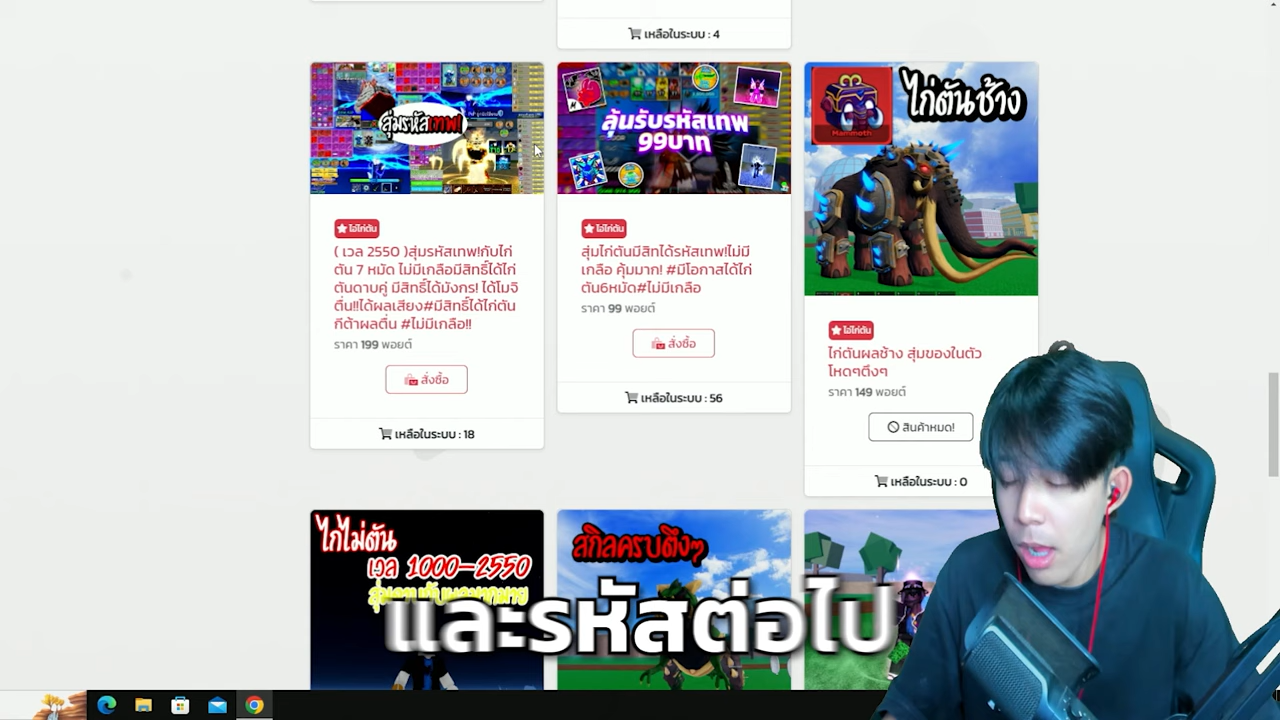 เหลือในระบบ : 4
สุ่มรหัสเทพ!
ลุ้นรับรหัสเทพ
99บาท
Mammoth
ไก่ตันช้าง
ไอ่ไก่ตัน
( เวล 2550 )สุ่มรหัสเทพ!กับไก่
ตัน 7 หมัด ไม่มีเกลือมีสิทธิ์ได้ไก่
ตันดาบคู่ มีสิทธิ์ได้มังกร! ได้โมจิ
ตื่น!!ได้ผลเสียง#มีสิทธิ์ได้ไก่ตัน
กีต้าผลตื่น #ไม่มีเกลือ!!
ราคา 199 พอยต์
สั่งซื้อ
เหลือในระบบ : 18
ไอ่ไก่ตัน
สุ่มไก่ตันมีสิทได้รหัสเทพ!ไม่มี
เกลือ คุ้มมาก! #มีโอกาสได้ไก่
ตัน6หมัด#ไม่มีเกลือ
ราคา 99 พอยต์
สั่งซื้อ
เหลือในระบบ : 56
ไอ่ไก่ตัน
ไก่ตันผลช้าง สุ่มของในตัว
โหดๆตึงๆ
ราคา 149 พอยต์
สินค้าหมด!
เหลือในระบบ : 0
ไก่ไม่ตัน
เวล 1000-2550
สกิลครบตึงๆ
และรหัสต่อไป